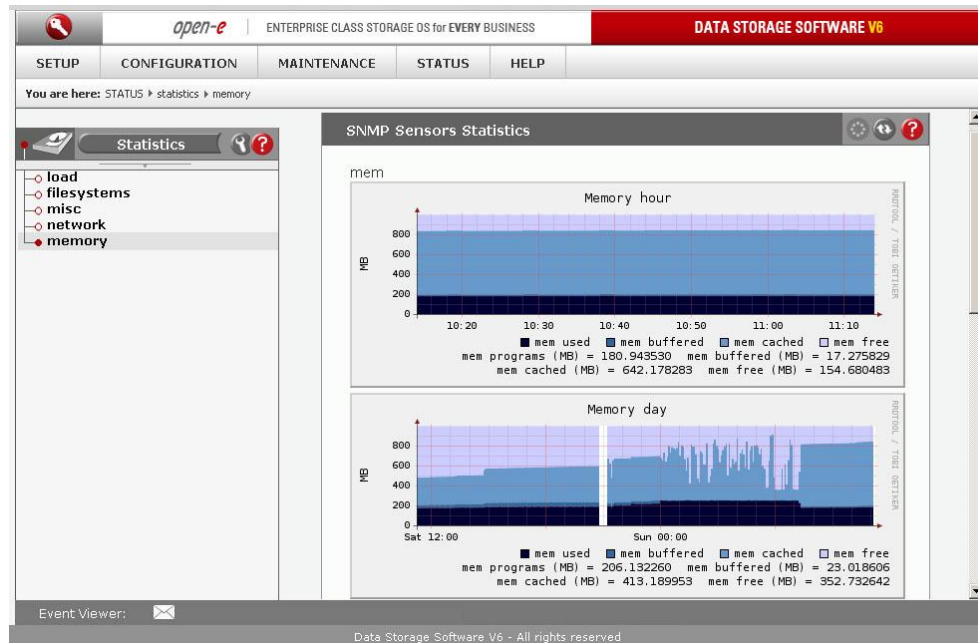 open-e ENTERPRISE CLASS STORAGE OS for EVERY BUSINESS DATA STORAGE SOFTWARE V6
SETUP CONFIGURATION MAINTENANCE STATUS HELP
You are here: STATUS statistics memory
Statistics
load
filesystems
misc
network
memory
SNMP Sensors Statistics
mem
Memory hour
RRDTOOL / TOBI OETIKER
MB
800
600
400
200
0
10:20 10:30 10:40 10:50 11:00 11:10
mem used mem buffered mem cached mem free
mem programs (MB) = 180.943530 mem buffered (MB) = 17.275829
mem cached (MB) = 642.178283 mem free (MB) = 154.680483
Memory day
RRDTOOL / TOBI OETIKER
MB
800
600
400
200
0
Sat 12:00 Sun 00:00
mem used mem buffered mem cached mem free
mem programs (MB) = 206.132260 mem buffered (MB) = 23.018606
mem cached (MB) = 413.189953 mem free (MB) = 352.732642
Event Viewer:
Data Storage Software V6 - All rights reserved